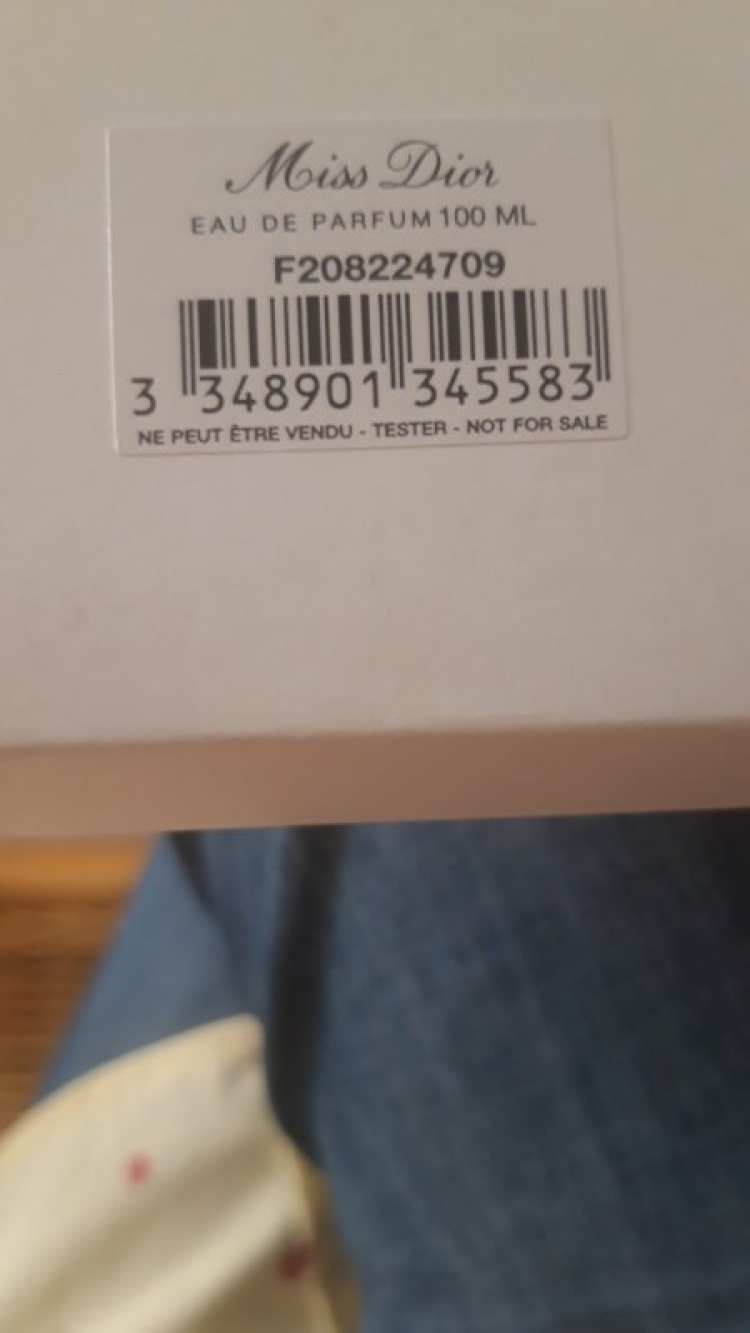 Miss Dior
EAU DE PARFUM 100 ML
F208224709
3 348901 345583
NE PEUT ÊTRE VENDU - TESTER - NOT FOR SALE